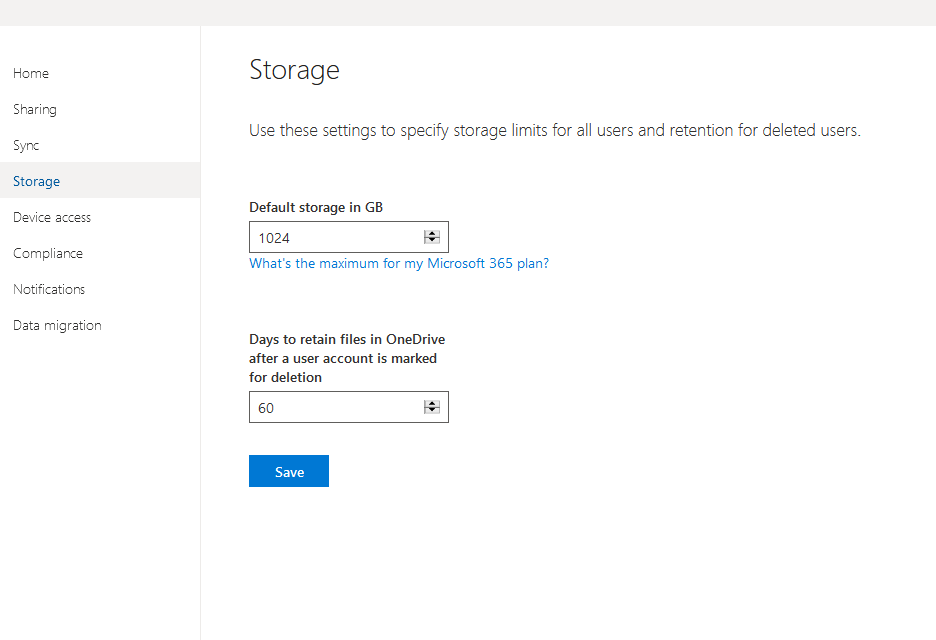 Home
Sharing
Sync
Storage
Device access
Compliance
Notifications
Data migration
Storage
Use these settings to specify storage limits for all users and retention for deleted users.
Default storage in GB
1024
What's the maximum for my Microsoft 365 plan?
Days to retain files in OneDrive
after a user account is marked
for deletion
60
Save